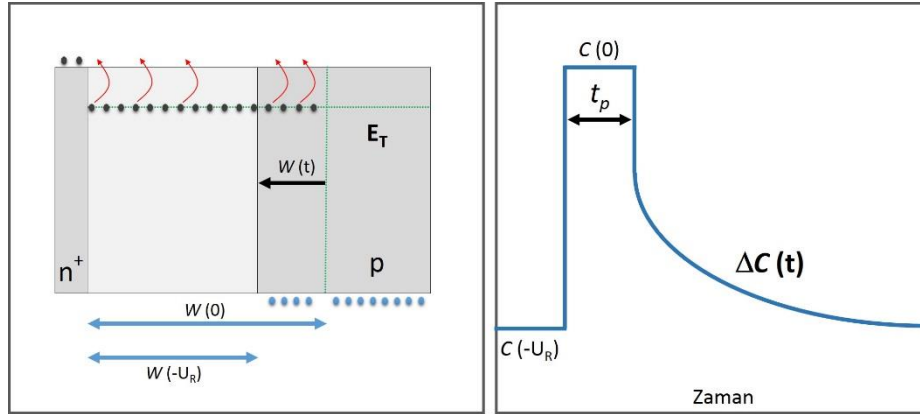 E_T
W (t)
n⁺
p
W (0)
W (-U_R)
C (0)
t_p
ΔC (t)
C (-U_R)
Zaman